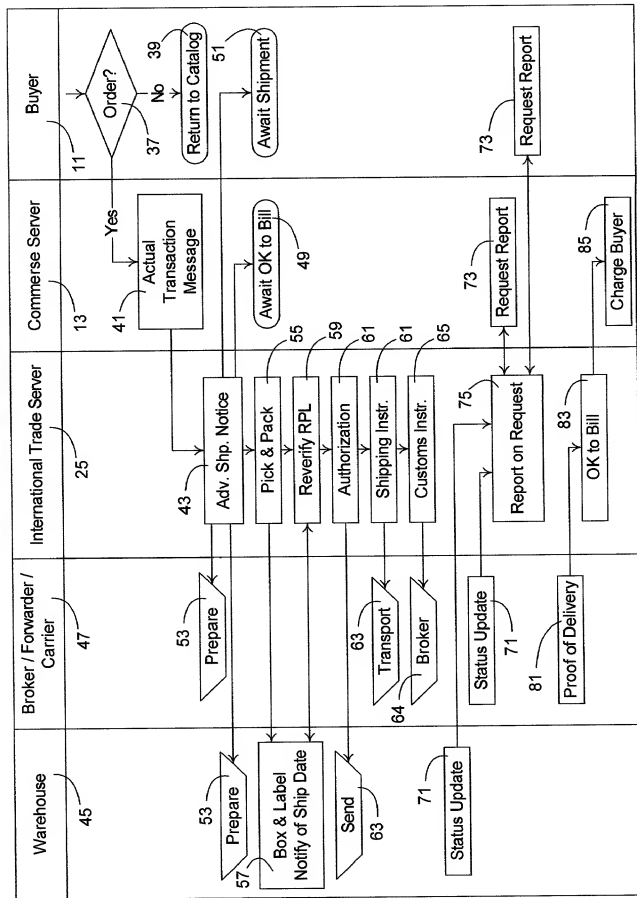 Buyer
11
Order?
37
Yes
No
39
Return to Catalog
51
Await Shipment
73
Request Report
Commerse Server
13
41
Actual
Transaction
Message
Await OK to Bill
49
73
Request Report
85
Charge Buyer
International Trade Server
25
Adv. Shp. Notice
43
Pick & Pack
55
Reverify RPL
59
Authorization
61
Shipping Instr.
61
Customs Instr.
65
75
Report on Request
83
OK to Bill
Broker / Forwarder /
Carrier
47
53
Prepare
63
Transport
64
Broker
Status Update
71
81
Proof of Delivery
Warehouse
45
53
Prepare
Box & Label
Notify of Ship Date
57
Send
63
71
Status Update